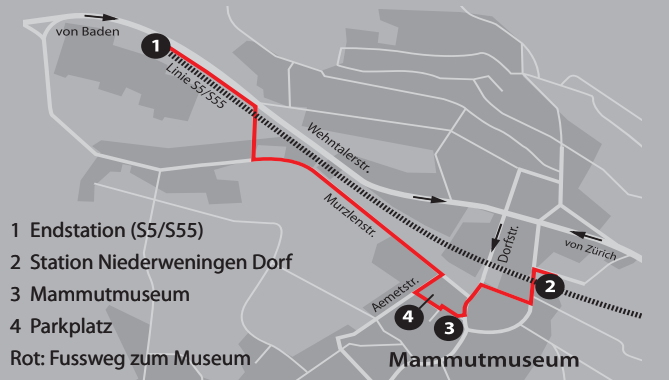 von Baden
1
Linie S5/S55
Wehntalerstr.
Murzlenstr.
Dorfstr.
von Zürich
2
Aemetstr.
4
3
Mammutmuseum
1 Endstation (S5/S55)
2 Station Niederweningen Dorf
3 Mammutmuseum
4 Parkplatz
Rot: Fussweg zum Museum